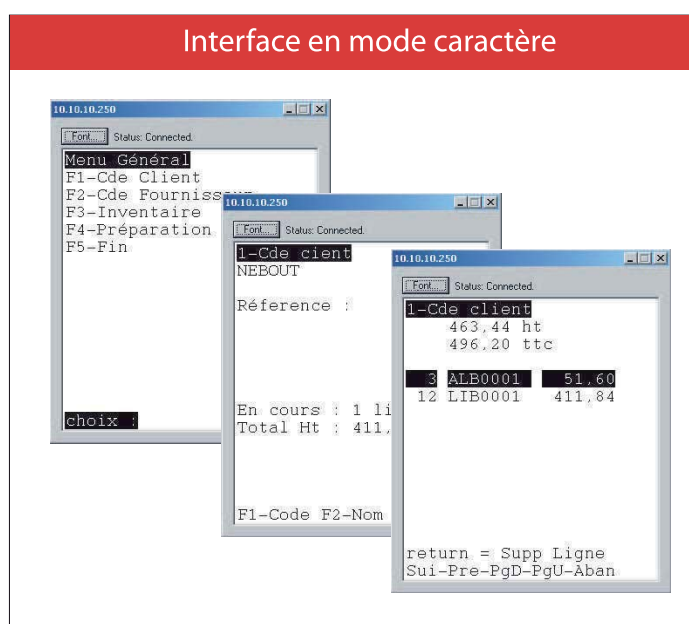 Interface en mode caractère
10.10.10.250
Font... Status: Connected.
Menu Général
F1-Cde Client
F2-Cde Fournisseur
F3-Inventaire
F4-Préparation
F5-Fin
choix :
10.10.10.250
Font... Status: Connected.
1-Cde cient
NEBOUT
Réference :
En cours : 1 li
Total Ht : 411,
F1-Code F2-Nom
10.10.10.250
Font... Status: Connected.
1-Cde client
463,44 ht
496,20 ttc
3 ALB0001 51,60
12 LIB0001 411,84
return = Supp Ligne
Sui-Pre-PgD-PgU-Aban